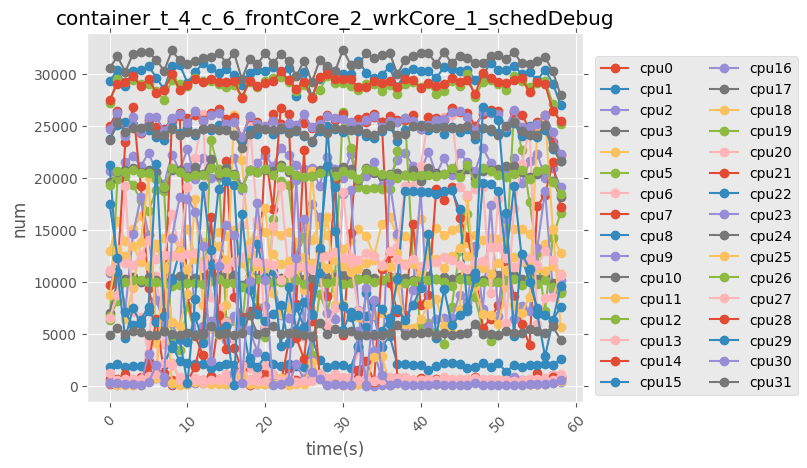 container_t_4_c_6_frontCore_2_wrkCore_1_schedDebug
num
30000
25000
20000
15000
10000
5000
0
0
10
20
30
40
50
60
time(s)
cpu0
cpu1
cpu2
cpu3
cpu4
cpu5
cpu6
cpu7
cpu8
cpu9
cpu10
cpu11
cpu12
cpu13
cpu14
cpu15
cpu16
cpu17
cpu18
cpu19
cpu20
cpu21
cpu22
cpu23
cpu24
cpu25
cpu26
cpu27
cpu28
cpu29
cpu30
cpu31